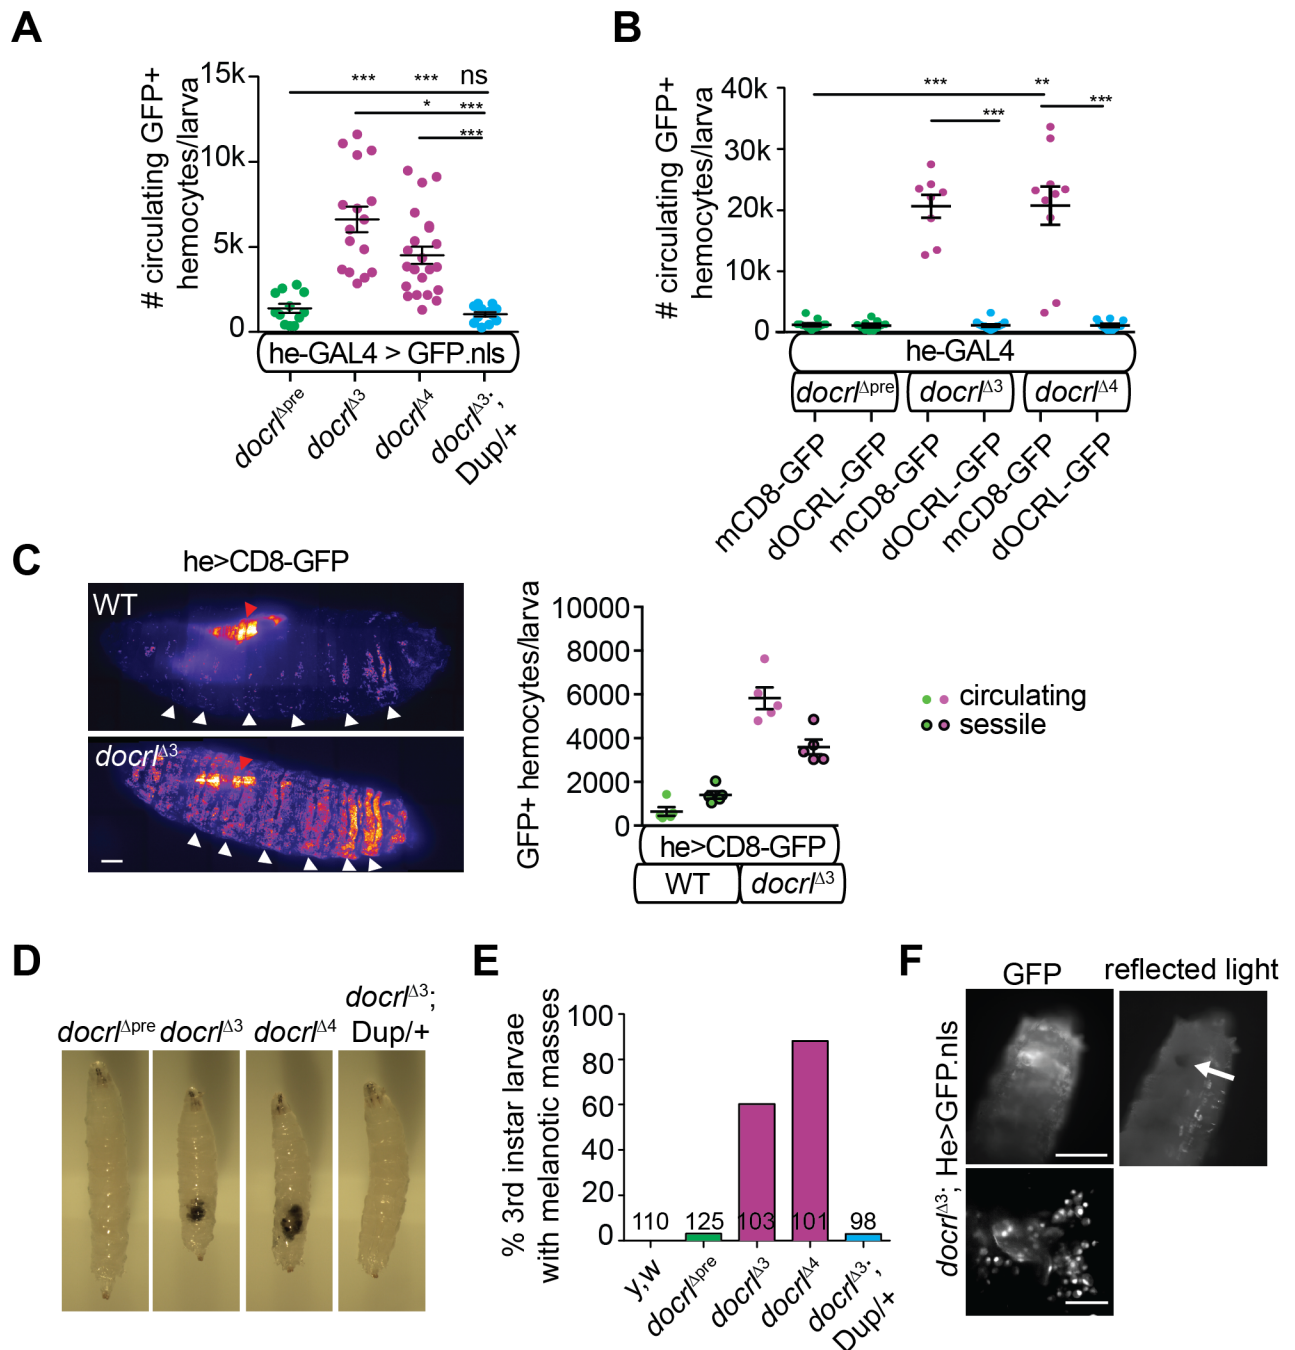 A
# circulating GFP+
hemocytes/larva
15k
10k
5k
0
*** *** ns
* ***
***
he-GAL4 > GFP.nls
docrlΔpre
docrlΔ3
docrlΔ4
docrlΔ3;
Dup/+
B
# circulating GFP+
hemocytes/larva
40k
30k
20k
10k
0
*** **
*** ***
he-GAL4
docrlΔpre docrlΔ3 docrlΔ4
mCD8-GFP
dOCRL-GFP
mCD8-GFP
dOCRL-GFP
mCD8-GFP
dOCRL-GFP
C
he>CD8-GFP
WT
docrlΔ3
GFP+ hemocytes/larva
10000
8000
6000
4000
2000
0
circulating
sessile
he>CD8-GFP
WT docrlΔ3
D
docrlΔpre docrlΔ3 docrlΔ4 docrlΔ3;
Dup/+
E
% 3rd instar larvae
with melanotic masses
100
80
60
40
20
0
110 125 103 101 98
y,w
docrlΔpre
docrlΔ3
docrlΔ4
docrlΔ3;
Dup/+
F
GFP reflected light
docrlΔ3; He>GFP.nls